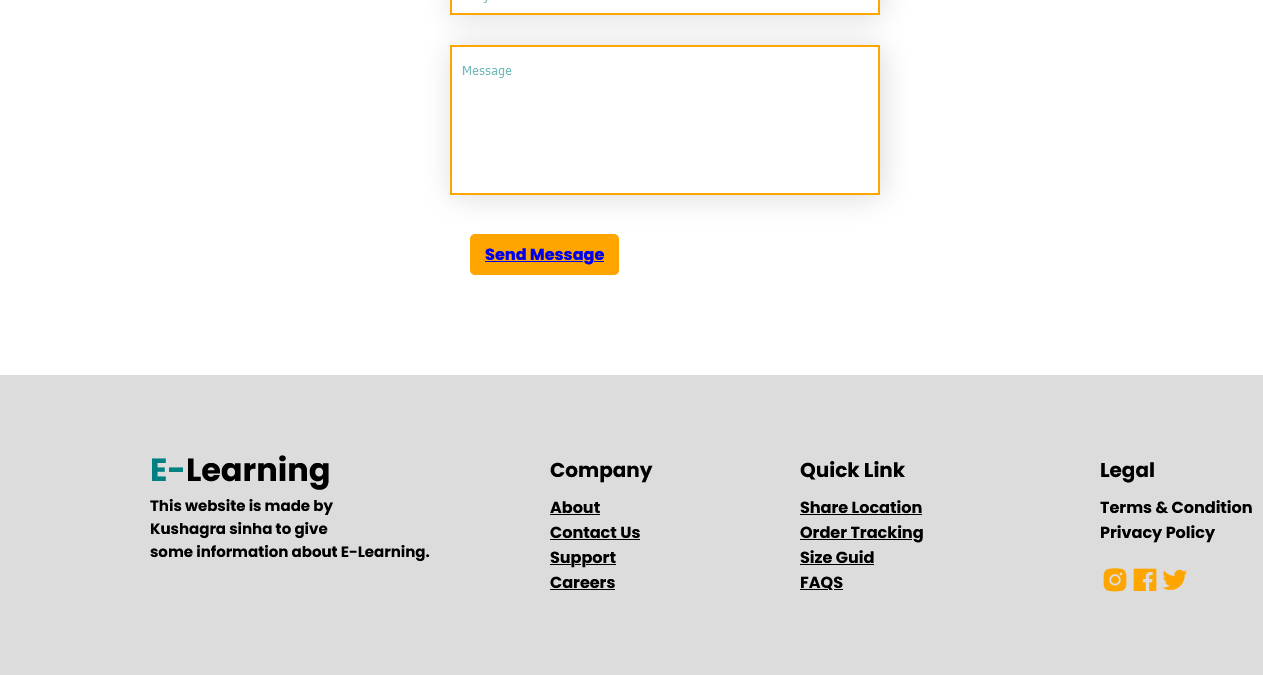 Message
Send Message
E-Learning
This website is made by
Kushagra sinha to give
some information about E-Learning.
Company
About
Contact Us
Support
Careers
Quick Link
Share Location
Order Tracking
Size Guid
FAQS
Legal
Terms & Condition
Privacy Policy